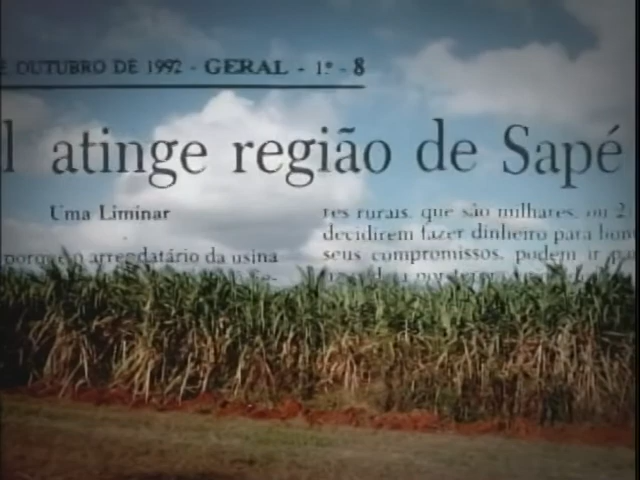 E OUTUBRO DE 1992 - GERAL - 1º - 8
l atinge região de Sapé
Uma Liminar
porque o arrendatário da usina
res rurais, que são milhares, ou 2
decidirem fazer dinheiro para hon
seus compromissos, podem ir pa